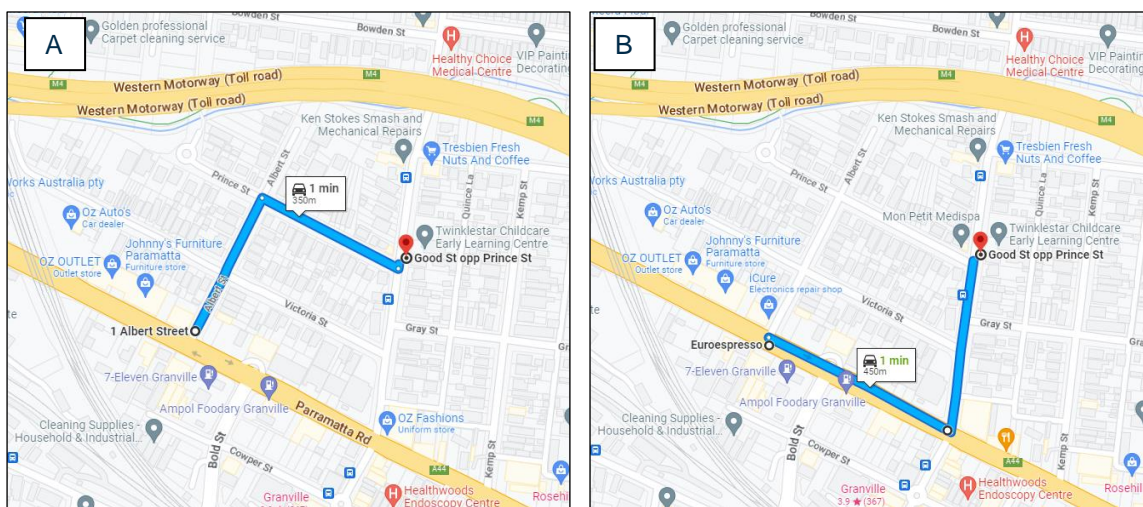 A
Golden professional
Carpet cleaning service
Bowden St
Bowden St
Healthy Choice
Medical Centre
VIP Paintin
Decorating
M4
M4
Western Motorway (Toll road)
Western Motorway (Toll road)
M4
Ken Stokes Smash and
Mechanical Repairs
Tresbien Fresh
Nuts And Coffee
Albert St
Prince St
Works Australia pty
1 min
350m
Quince La
Kemp St
Oz Auto's
Car dealer
Johnny's Furniture
Paramatta
Furniture store
OZ OUTLET
Outlet store
Albert St
Twinklestar Childcare
Early Learning Centre
Good St opp Prince St
Victoria St
Gray St
1 Albert Street
7-Eleven Granville
Ampol Foodary Granville
Parramatta Rd
OZ Fashions
Uniform store
Cleaning Supplies -
Household & Industrial...
Bold St
Cowper St
A44
Kemp St
Granville
Healthwoods
Endoscopy Centre
Rosehil
B
Golden professional
Carpet cleaning service
Bowden St
Bowden St
Healthy Choice
Medical Centre
VIP Paintin
Decorating
M4
M4
Western Motorway (Toll road)
Western Motorway (Toll road)
M4
Ken Stokes Smash and
Mechanical Repairs
Tresbien Fresh
Nuts And Coffee
Albert St
Prince St
Works Australia pty
Quince La
Kemp St
Mon Petit Medispa
Oz Auto's
Car dealer
Johnny's Furniture
Paramatta
Furniture store
OZ OUTLET
Outlet store
iCure
Electronics repair shop
Twinklestar Childcare
Early Learning Centre
Good St opp Prince St
Victoria St
Gray St
Euroespresso
1 min
450m
7-Eleven Granville
Ampol Foodary Granville
Cleaning Supplies -
Household & Industrial...
Bold St
Cowper St
A44
Kemp St
Granville
3.9 ★ (367)
Healthwoods
Endoscopy Centre
Rosehil